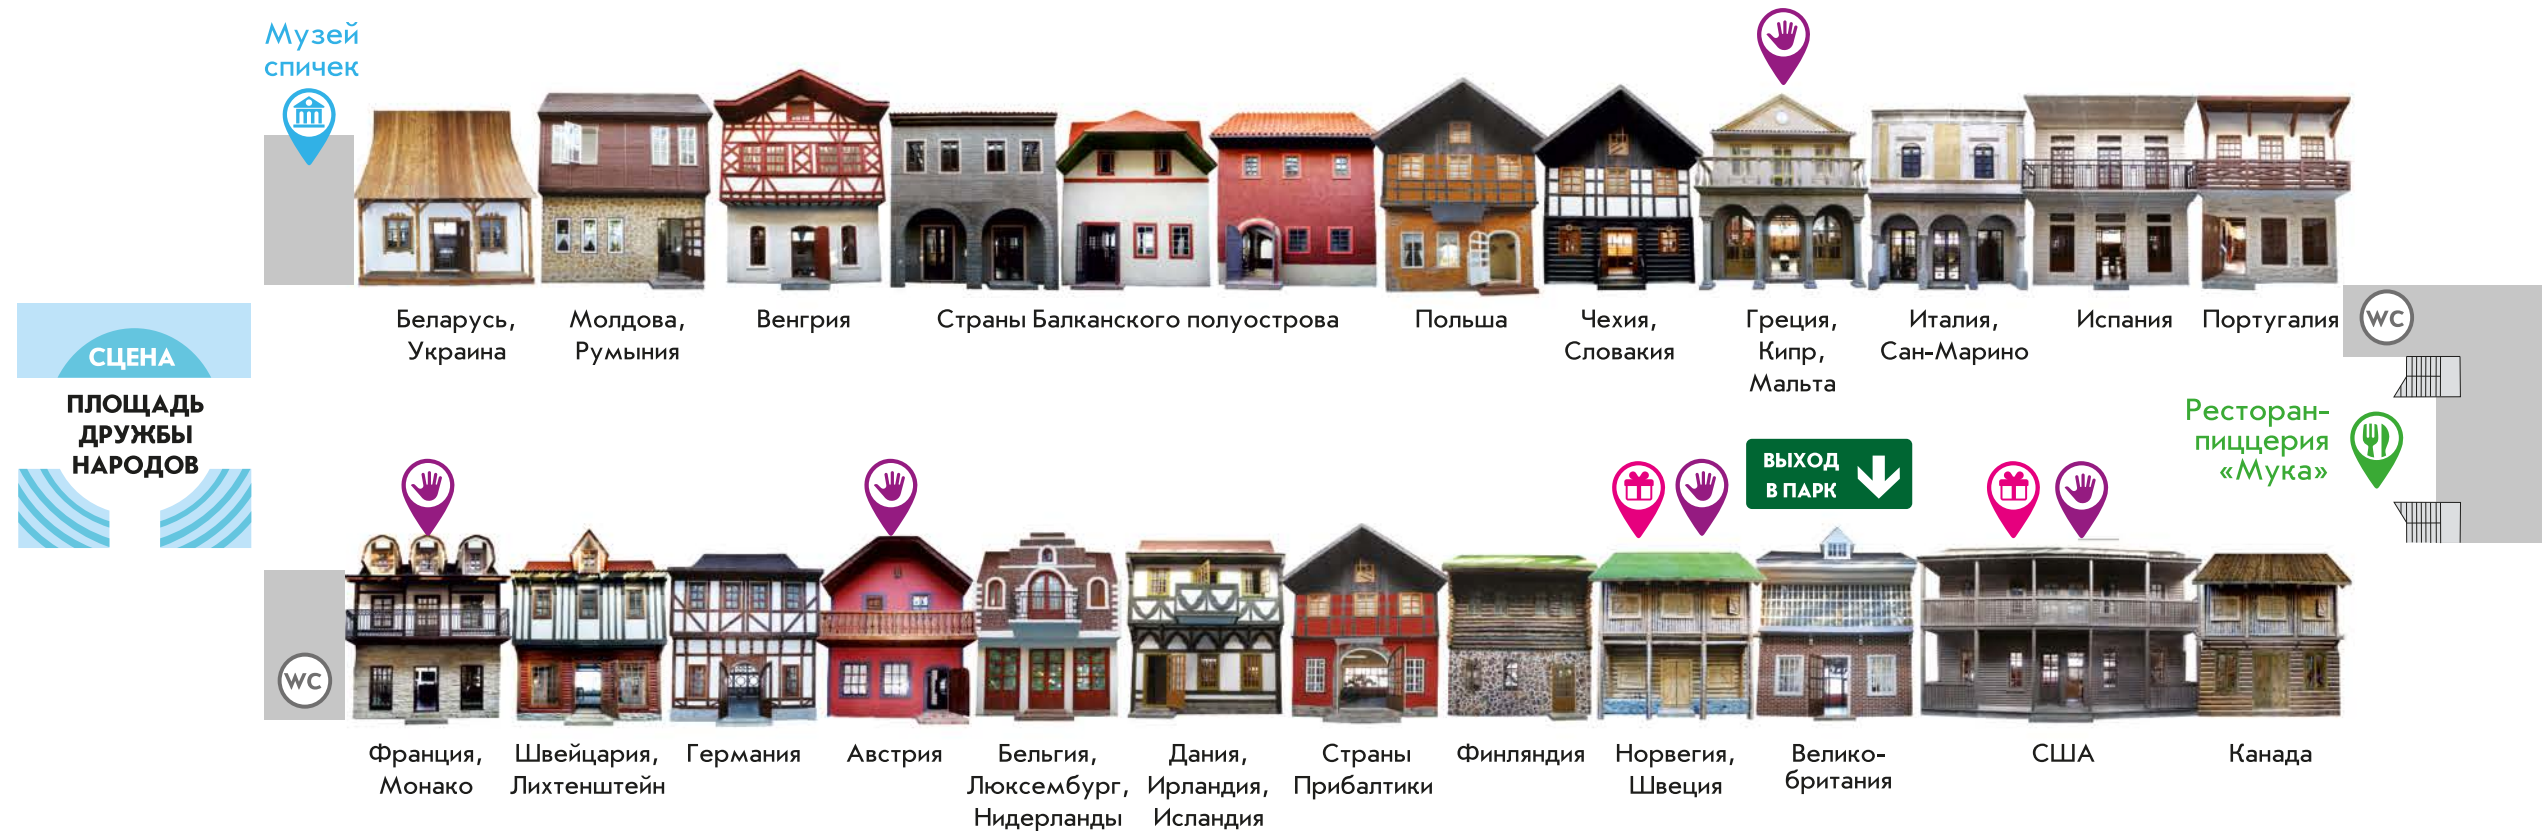 Музей
спичек
Беларусь,
Украина
Молдова,
Румыния
Венгрия
Страны Балканского полуострова
Польша
Чехия,
Словакия
Греция,
Кипр,
Мальта
Италия,
Сан-Марино
Испания
Португалия
WC
СЦЕНА
ПЛОЩАДЬ
ДРУЖБЫ
НАРОДОВ
Ресторан-
пиццерия
«Мука»
ВЫХОД
В ПАРК
WC
Франция,
Монако
Швейцария,
Лихтенштейн
Германия
Австрия
Бельгия,
Люксембург,
Нидерланды
Дания,
Ирландия,
Исландия
Страны
Прибалтики
Финляндия
Норвегия,
Швеция
Велико-
британия
США
Канада